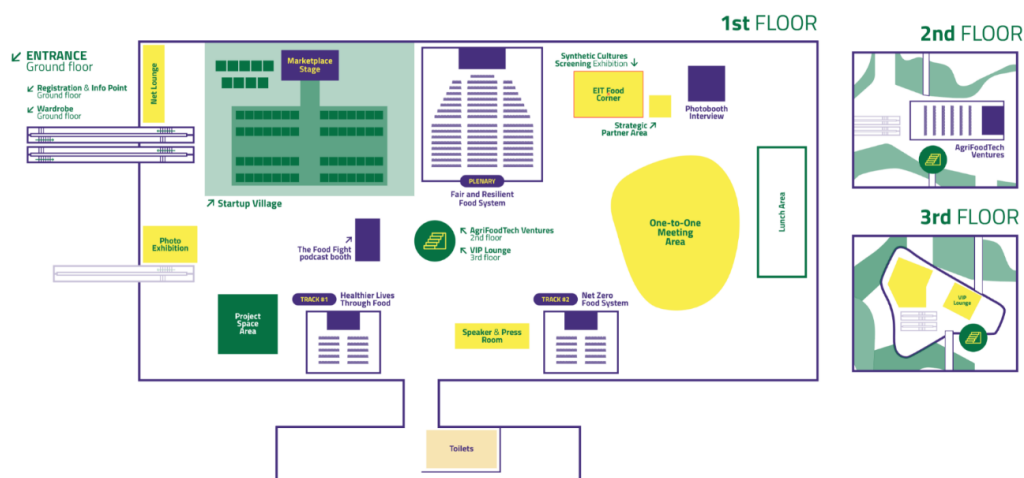 1st FLOOR
2nd FLOOR
ENTRANCE
Ground floor
Registration & Info Point
Ground floor
Wardrobe
Ground floor
Net Lounge
Marketplace
Stage
Startup Village
PLENARY
Fair and Resilient
Food System
Synthetic Cultures
Screening Exhibition
EIT Food
Corner
Strategic
Partner Area
Photobooth
Interview
AgriFoodTech
Ventures
3rd FLOOR
Photo
Exhibition
The Food Fight
podcast booth
AgriFoodTech Ventures
2nd floor
VIP Lounge
3rd floor
One-to-One
Meeting
Area
Lunch Area
VIP
Lounge
Project
Space
Area
TRACK #1
Healthier Lives
Through Food
Speaker & Press
Room
TRACK #2
Net Zero
Food System
Toilets